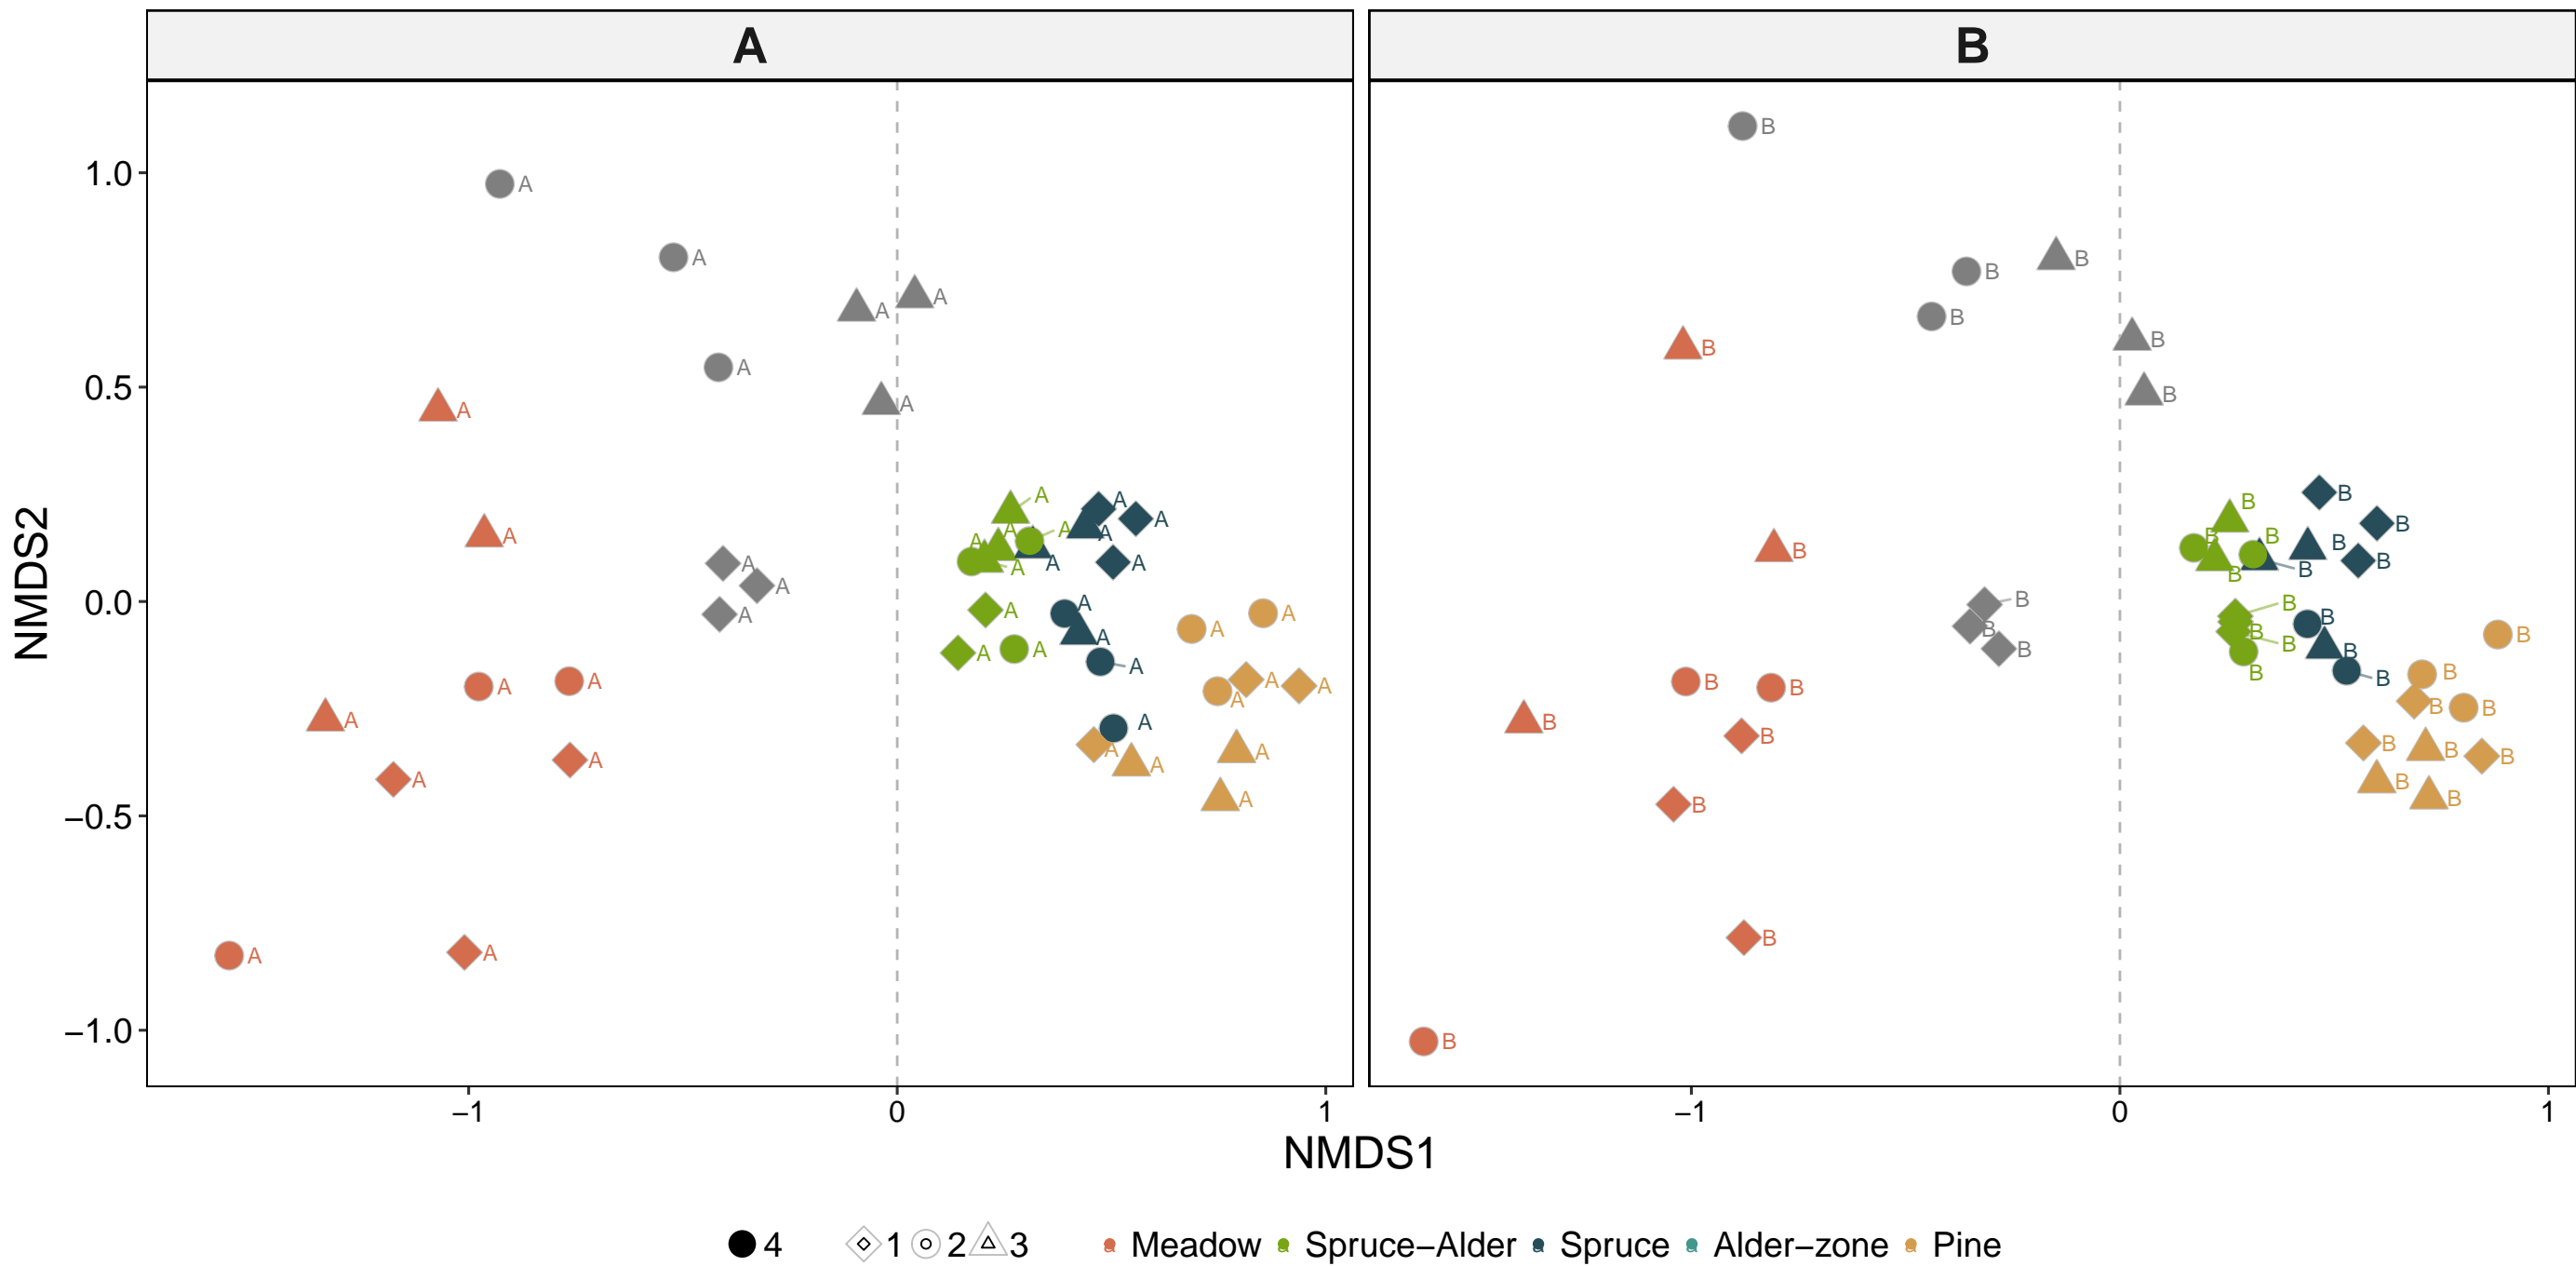 A B
A B
A B
A A B B
A B
A B
A B
A A A A B B B
A A A A B B B B
A A A A B B B
A A B B
A A A B B
A A A A B B B B
A A A A B B B
A A A A B B B B
A A A A B B B B
A A A B B B
A A B B
A A B
B
1.0
0.5
0.0
−0.5
−1.0
NMDS2
−1 0 1 −1 0 1
NMDS1
4 1 2 3 Meadow Spruce−Alder Spruce Alder−zone Pine